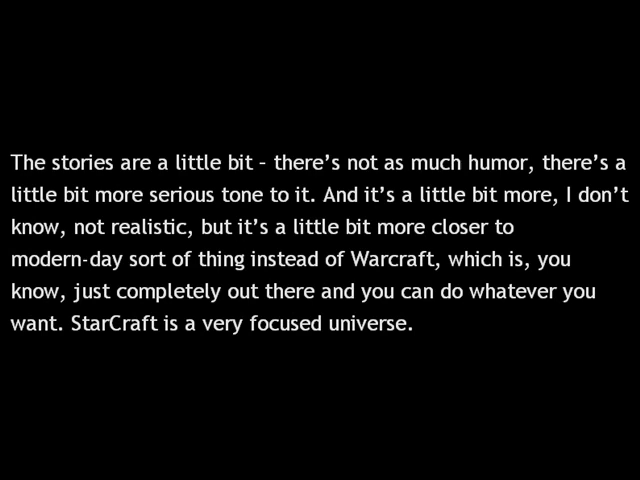 The stories are a little bit – there’s not as much humor, there’s a
little bit more serious tone to it. And it’s a little bit more, I don’t
know, not realistic, but it’s a little bit more closer to
modern-day sort of thing instead of Warcraft, which is, you
know, just completely out there and you can do whatever you
want. StarCraft is a very focused universe.